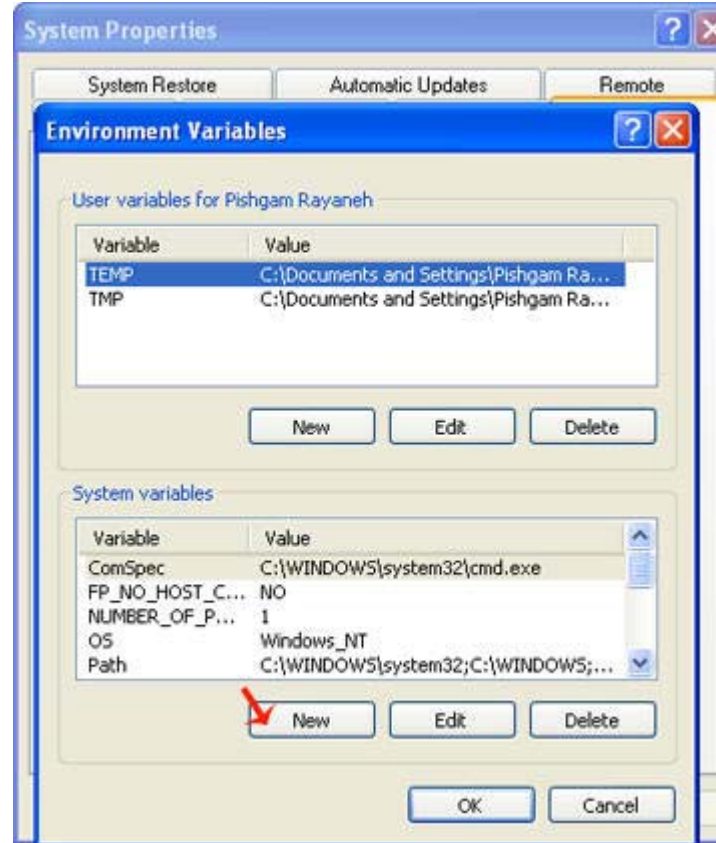 System Properties
System Restore Automatic Updates Remote
Environment Variables
User variables for Pishgam Rayaneh
Variable Value
TEMP C:\Documents and Settings\Pishgam Ra...
TMP C:\Documents and Settings\Pishgam Ra...
New Edit Delete
System variables
Variable Value
ComSpec C:\WINDOWS\system32\cmd.exe
FP_NO_HOST_C... NO
NUMBER_OF_P... 1
OS Windows_NT
Path C:\WINDOWS\system32;C:\WINDOWS;...
New Edit Delete
OK Cancel